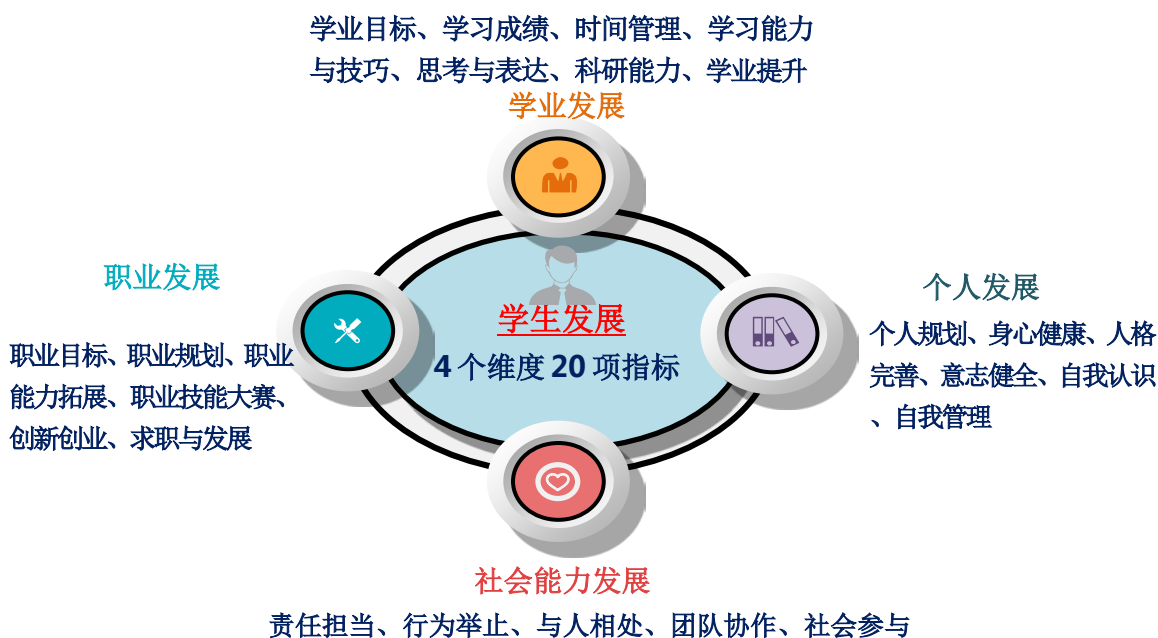 学业目标、学习成绩、时间管理、学习能力
与技巧、思考与表达、科研能力、学业提升
学业发展
职业发展
职业目标、职业规划、职业
能力拓展、职业技能大赛、
创新创业、求职与发展
学生发展
4个维度20项指标
个人发展
个人规划、身心健康、人格
完善、意志健全、自我认识
、自我管理
社会能力发展
责任担当、行为举止、与人相处、团队协作、社会参与